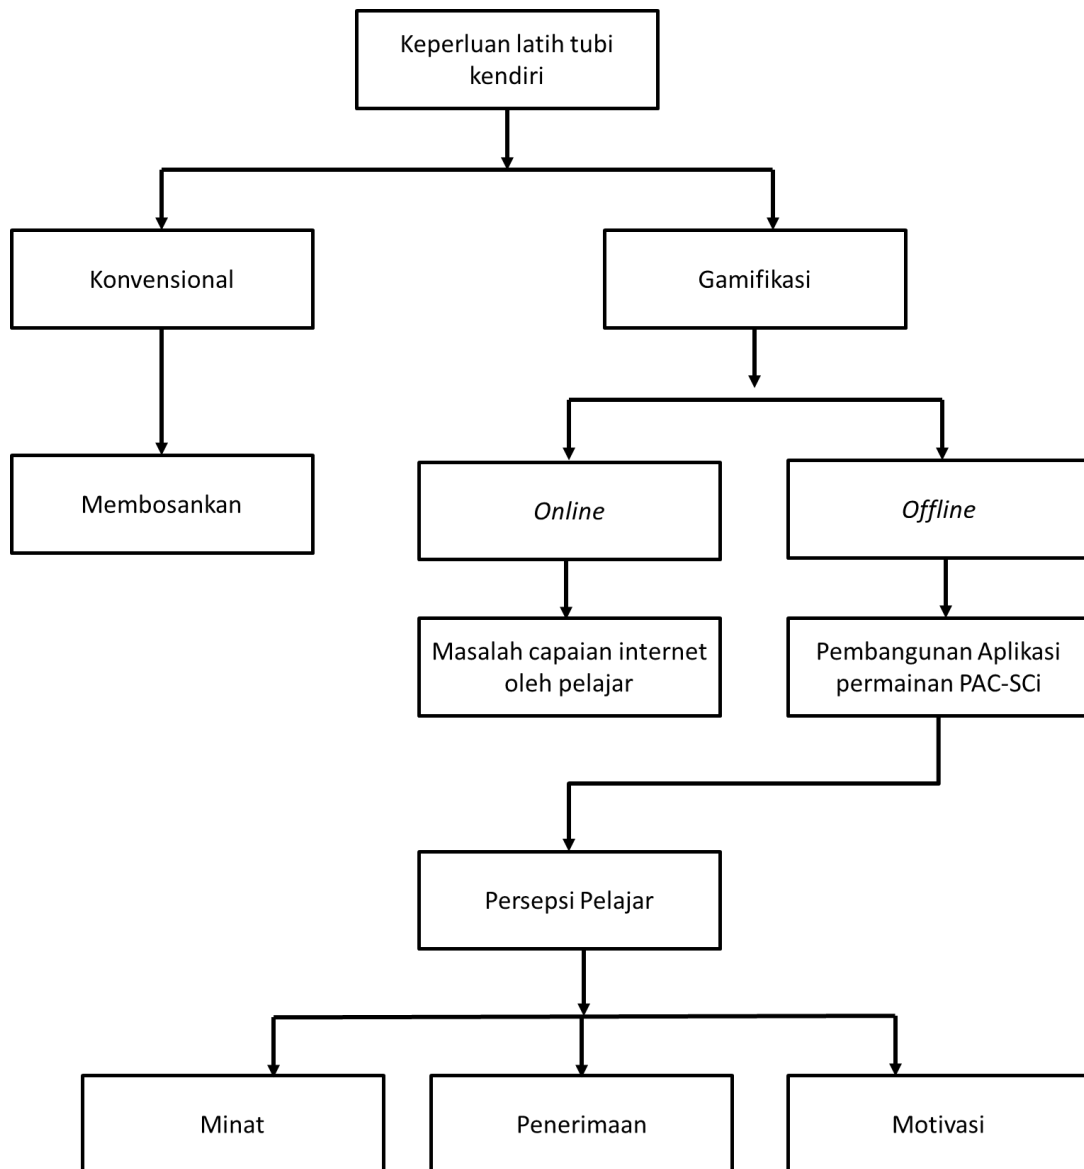 Keperluan latih tubi
kendiri
Konvensional
Gamifikasi
Membosankan
Online
Offline
Masalah capaian internet
oleh pelajar
Pembangunan Aplikasi
permainan PAC-SCi
Persepsi Pelajar
Minat
Penerimaan
Motivasi